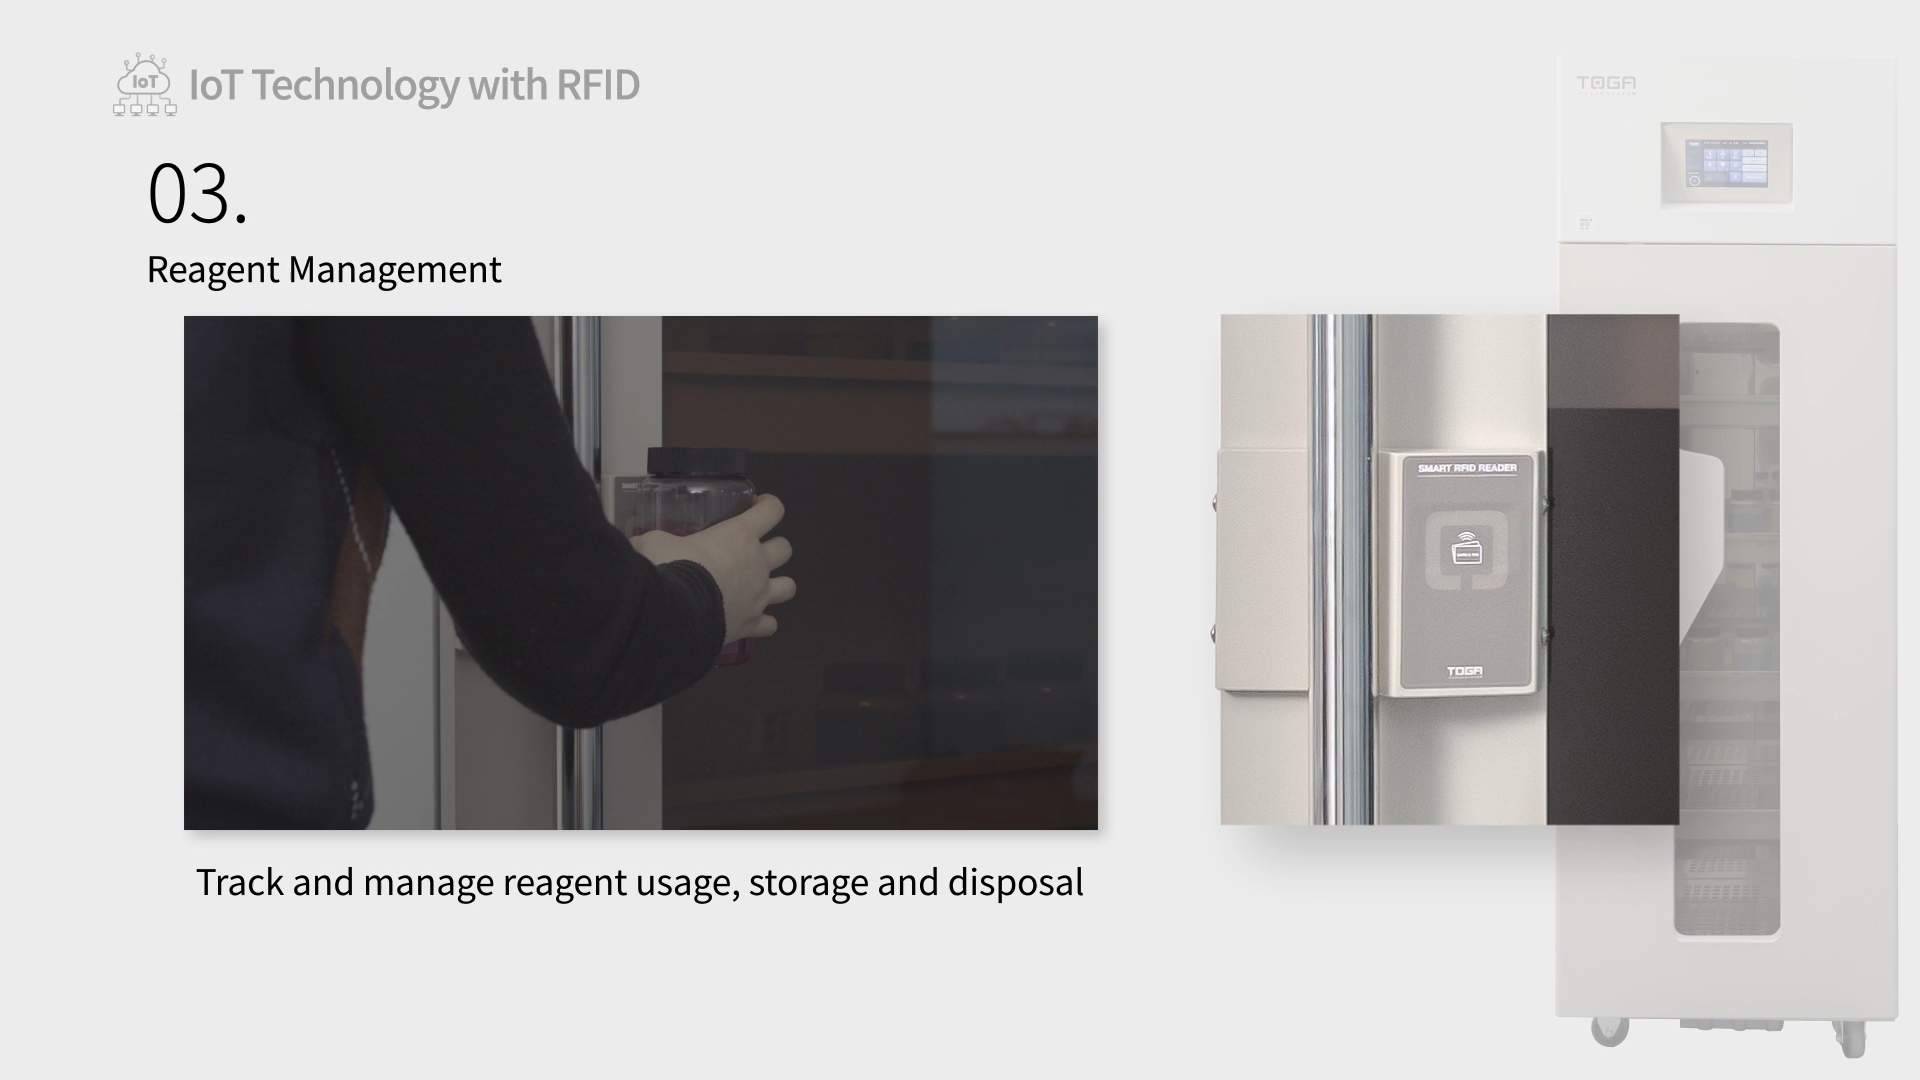 IoT
IoT Technology with RFID
03.
Reagent Management
TOGA
SMART
SMART RFID READER
TOGA
Track and manage reagent usage, storage and disposal